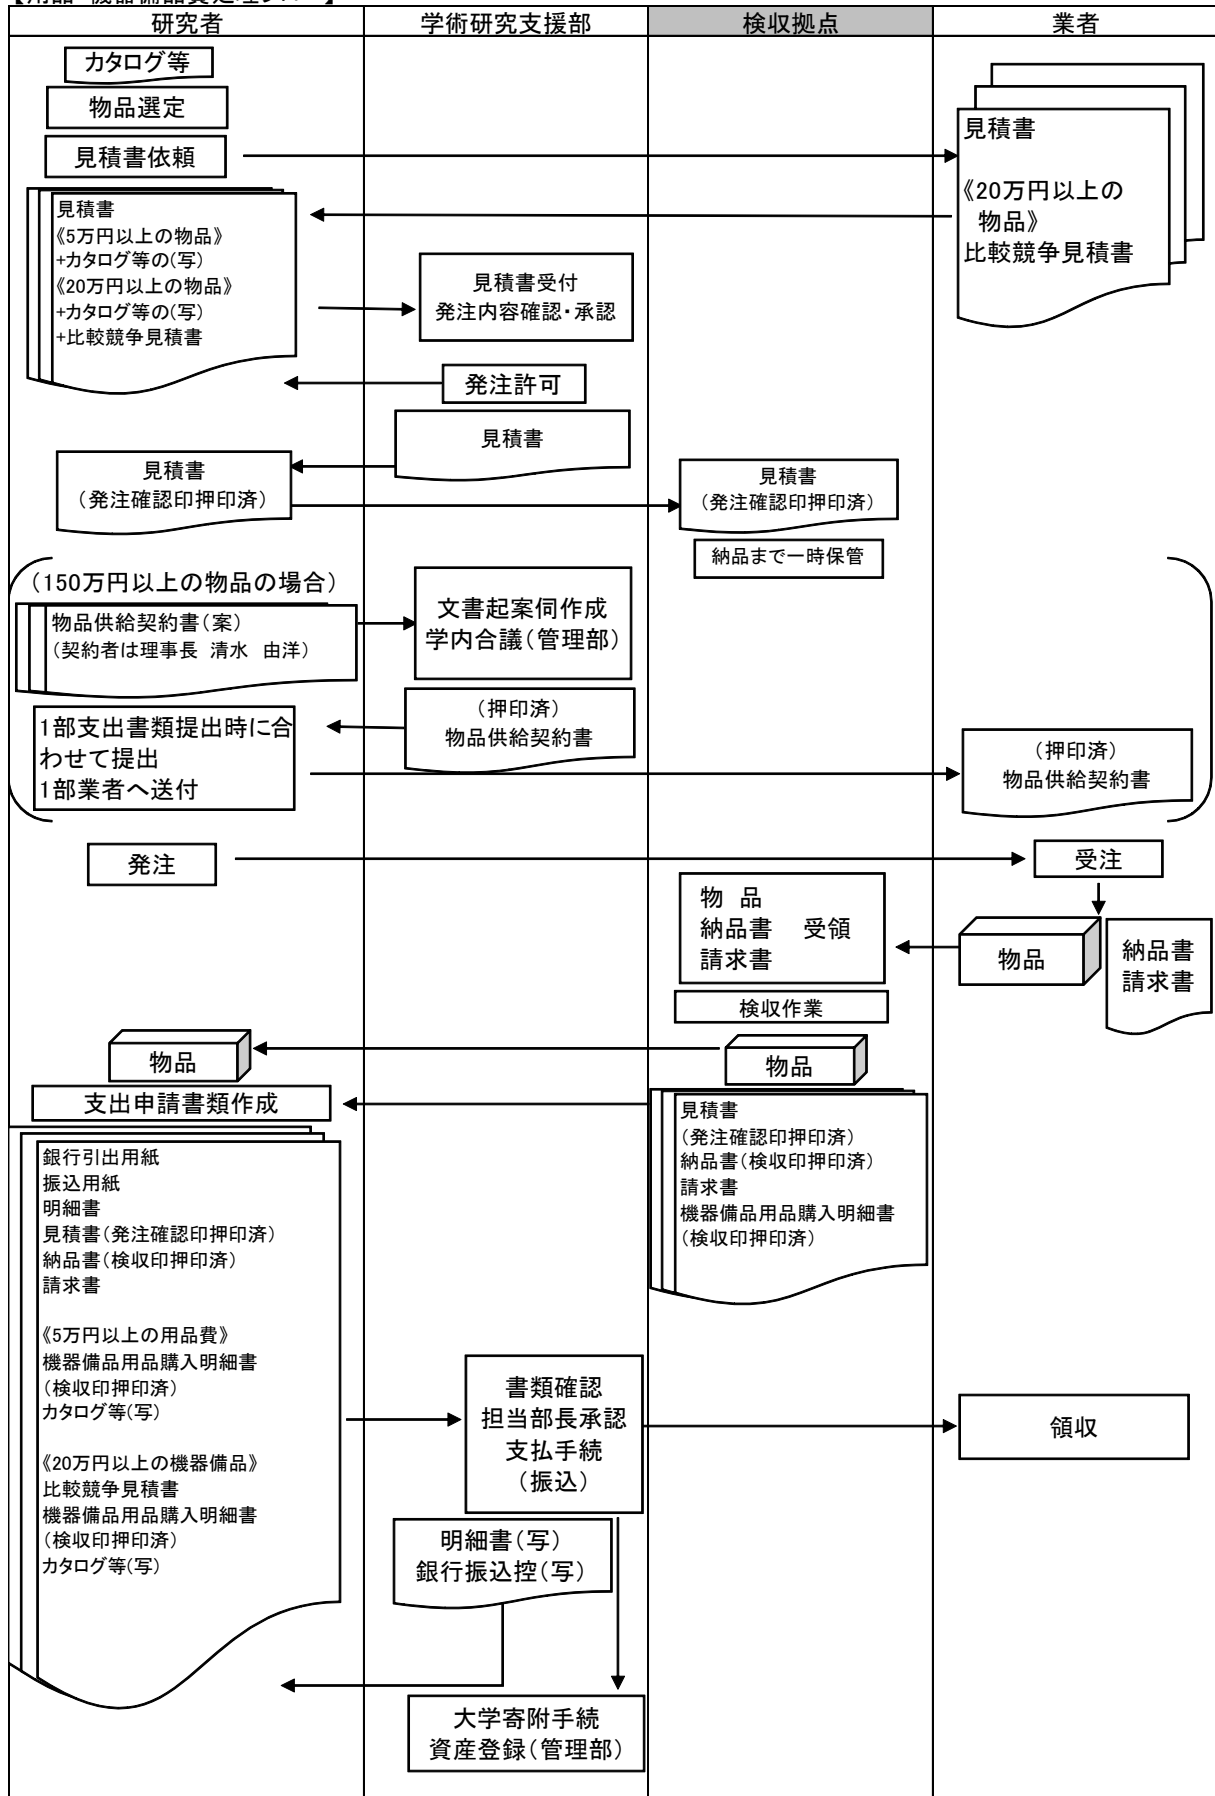 研究者
学術研究支援部
検収拠点
業者
カタログ等
物品選定
見積書依頼
見積書
《20万円以上の
物品》
比較競争見積書
見積書
《5万円以上の物品》
+カタログ等の(写)
《20万円以上の物品》
+カタログ等の(写)
+比較競争見積書
見積書受付
発注内容確認・承認
発注許可
見積書
見積書
(発注確認印押印済)
見積書
(発注確認印押印済)
納品まで一時保管
(150万円以上の物品の場合)
物品供給契約書(案)
(契約者は理事長 清水 由洋)
文書起案伺作成
学内合議(管理部)
(押印済)
物品供給契約書
1部支出書類提出時に合
わせて提出
1部業者へ送付
(押印済)
物品供給契約書
発注
受注
物 品
納品書 受領
請求書
物品
納品書
請求書
検収作業
物品
物品
支出申請書類作成
見積書
(発注確認印押印済)
納品書(検収印押印済)
請求書
機器備品用品購入明細書
(検収印押印済)
銀行引出用紙
振込用紙
明細書
見積書(発注確認印押印済)
納品書(検収印押印済)
請求書
《5万円以上の用品費》
機器備品用品購入明細書
(検収印押印済)
カタログ等(写)
《20万円以上の機器備品》
比較競争見積書
機器備品用品購入明細書
(検収印押印済)
カタログ等(写)
書類確認
担当部長承認
支払手続
(振込)
領収
明細書(写)
銀行振込控(写)
大学寄附手続
資産登録(管理部)